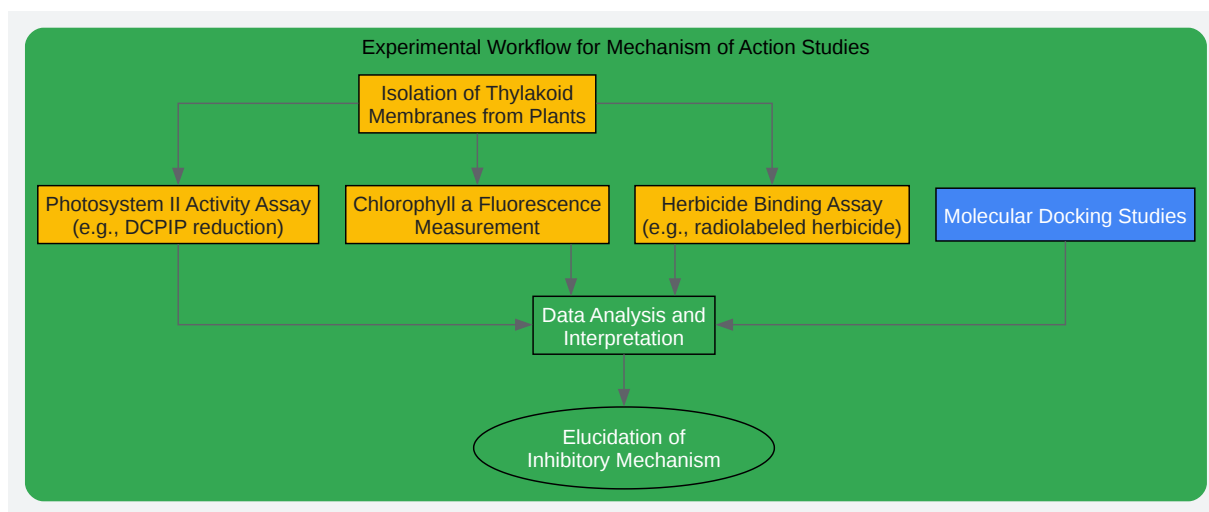 Experimental Workflow for Mechanism of Action Studies
Isolation of Thylakoid
Membranes from Plants
Photosystem II Activity Assay
(e.g., DCPIP reduction)
Chlorophyll a Fluorescence
Measurement
Herbicide Binding Assay
(e.g., radiolabeled herbicide)
Molecular Docking Studies
Data Analysis and
Interpretation
Elucidation of
Inhibitory Mechanism